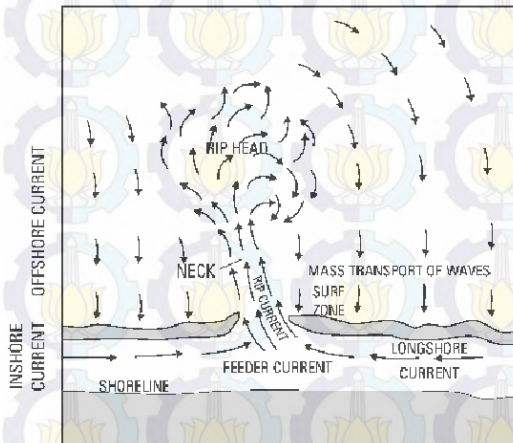 RIP HEAD
OFFSHORE CURRENT
NECK
MASS TRANSPORT OF WAVES
SURF
ZONE
RIP CURRENT
INSHORE
CURRENT
LONGSHORE
CURRENT
FEEDER CURRENT
SHORELINE